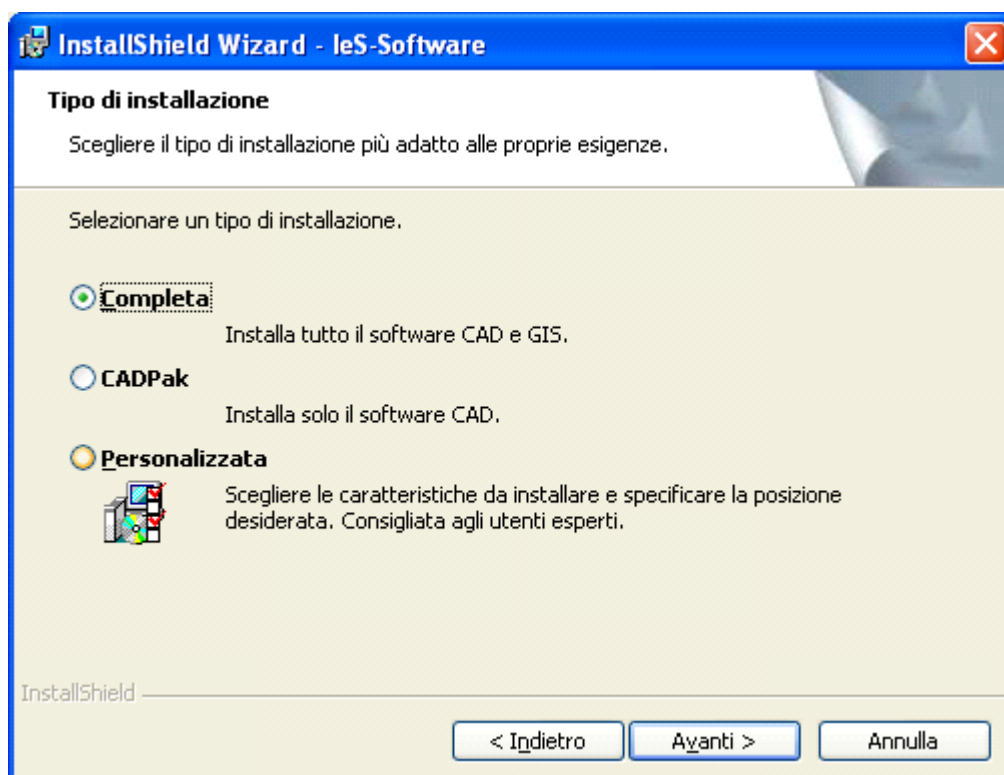 InstallShield Wizard - IeS-Software
Tipo di installazione
Scegliere il tipo di installazione più adatto alle proprie esigenze.
Selezionare un tipo di installazione.
Completa
Installa tutto il software CAD e GIS.
CADPak
Installa solo il software CAD.
Personalizzata
Scegliere le caratteristiche da installare e specificare la posizione
desiderata. Consigliata agli utenti esperti.
InstallShield
< Indietro
Avanti >
Annulla